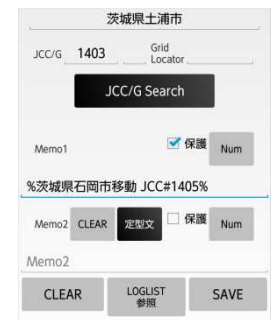 茨城県土浦市
JCC/G 1403 Grid Locator
JCC/G Search
Memo1 保護 Num
%茨城県石岡市移動 JCC#1405%
Memo2 CLEAR 定型文 保護 Num
Memo2
CLEAR LOGLIST 参照 SAVE